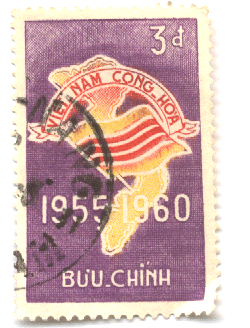 3đ
VIỆT NAM CỘNG HÒA
1955-1960
BƯU-CHÍNH